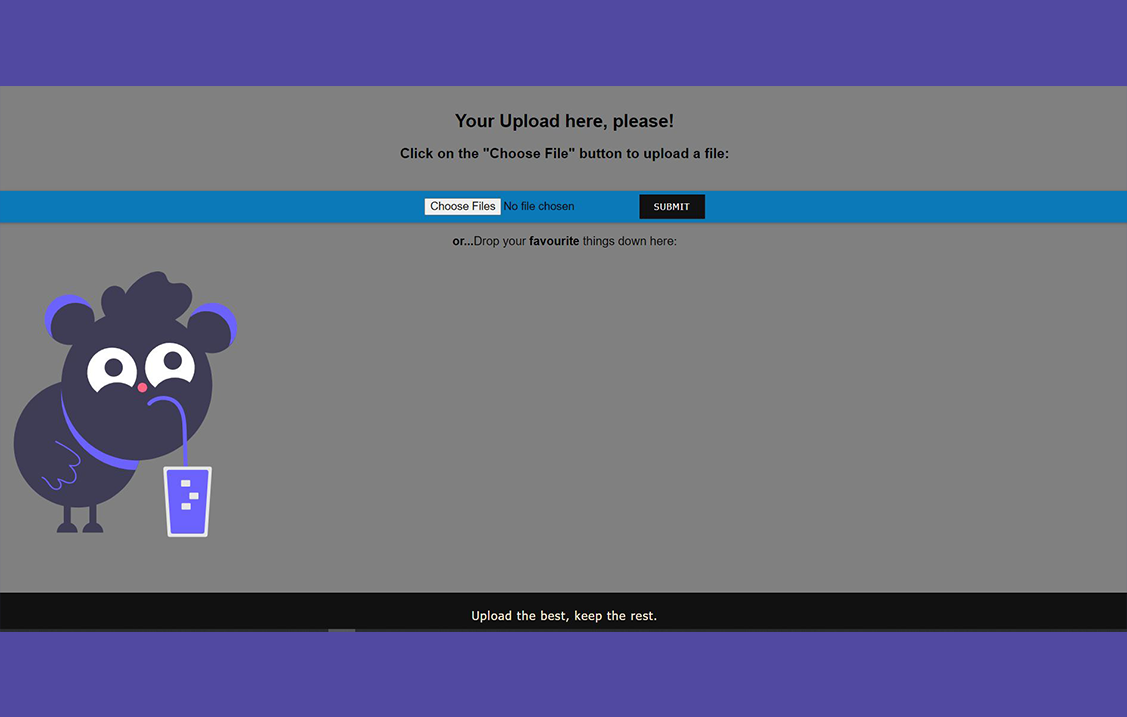 Your Upload here, please!
Click on the "Choose File" button to upload a file:
Choose Files No file chosen SUBMIT
or...Drop your favourite things down here:
Upload the best, keep the rest.